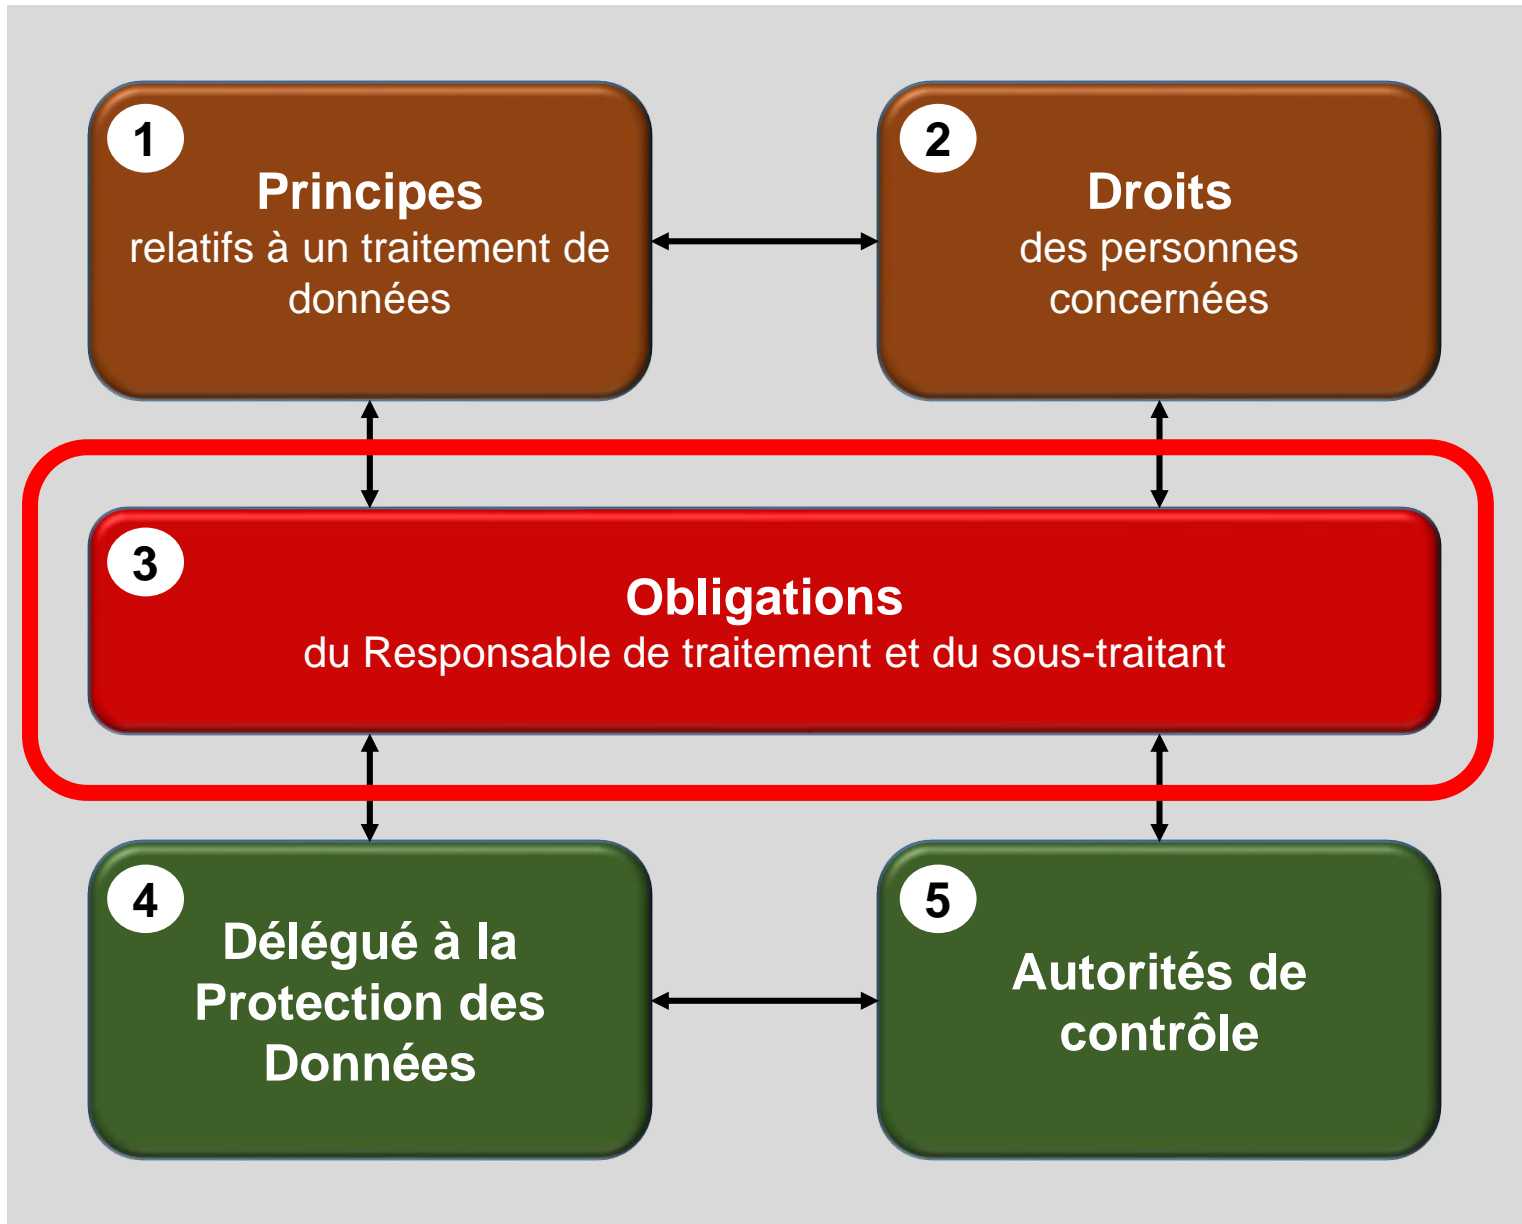 1
Principes
relatifs à un traitement de
données
2
Droits
des personnes
concernées
3
Obligations
du Responsable de traitement et du sous-traitant
4
Délégué à la
Protection des
Données
5
Autorités de
contrôle